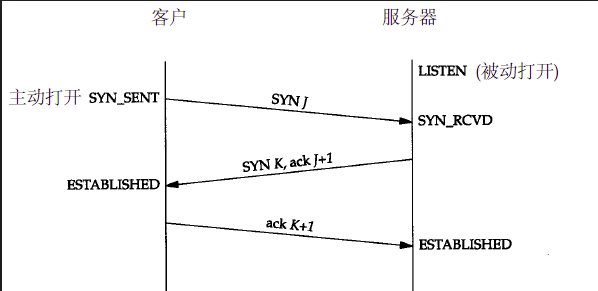 客户 服务器
LISTEN (被动打开)
主动打开 SYN_SENT
SYN J
SYN_RCVD
SYN K, ack J+1
ESTABLISHED
ack K+1
ESTABLISHED